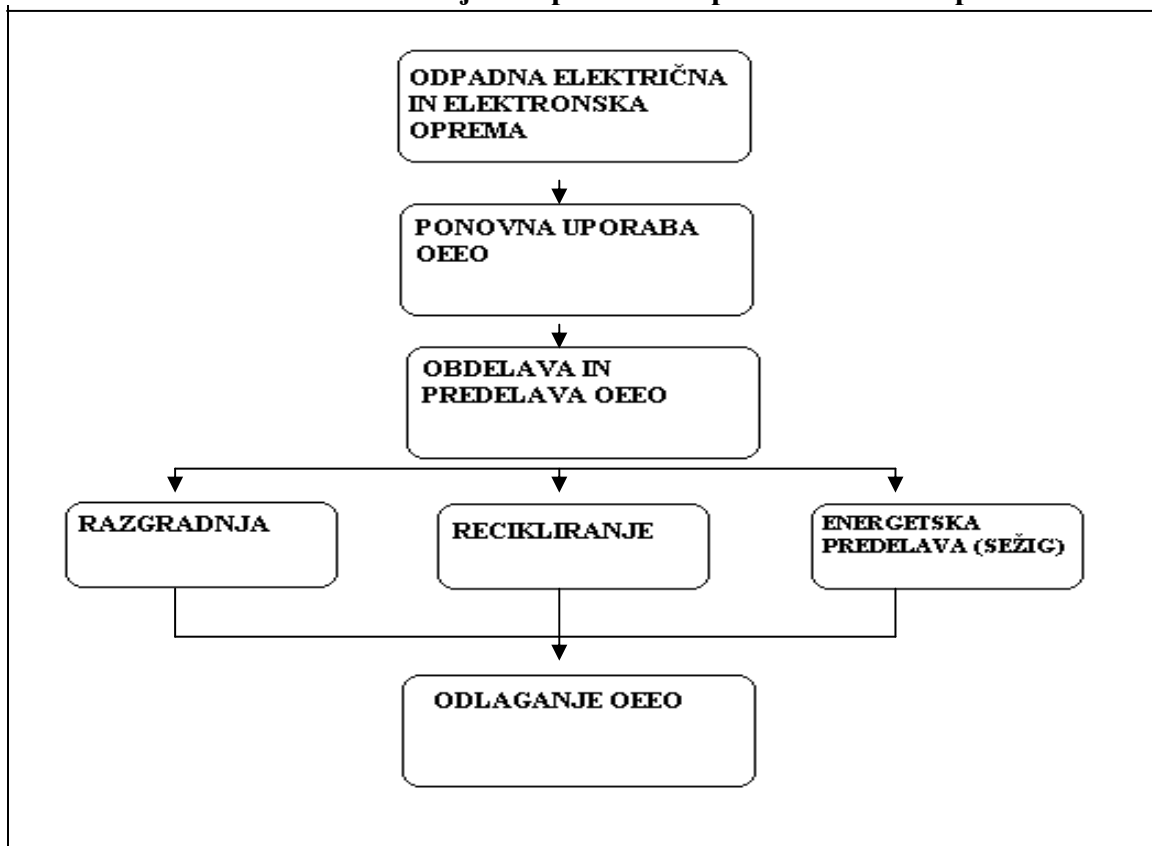 ODPADNA ELEKTRIČNA
IN ELEKTRONSKA
OPREMA
PONOVNA UPORABA
OEEO
OBDELAVA IN
PREDELAVA OEEO
RAZGRADNJA
RECIKLIRANJE
ENERGETSKA
PREDELAVA (SEŽIG)
ODLAGANJE OEEO